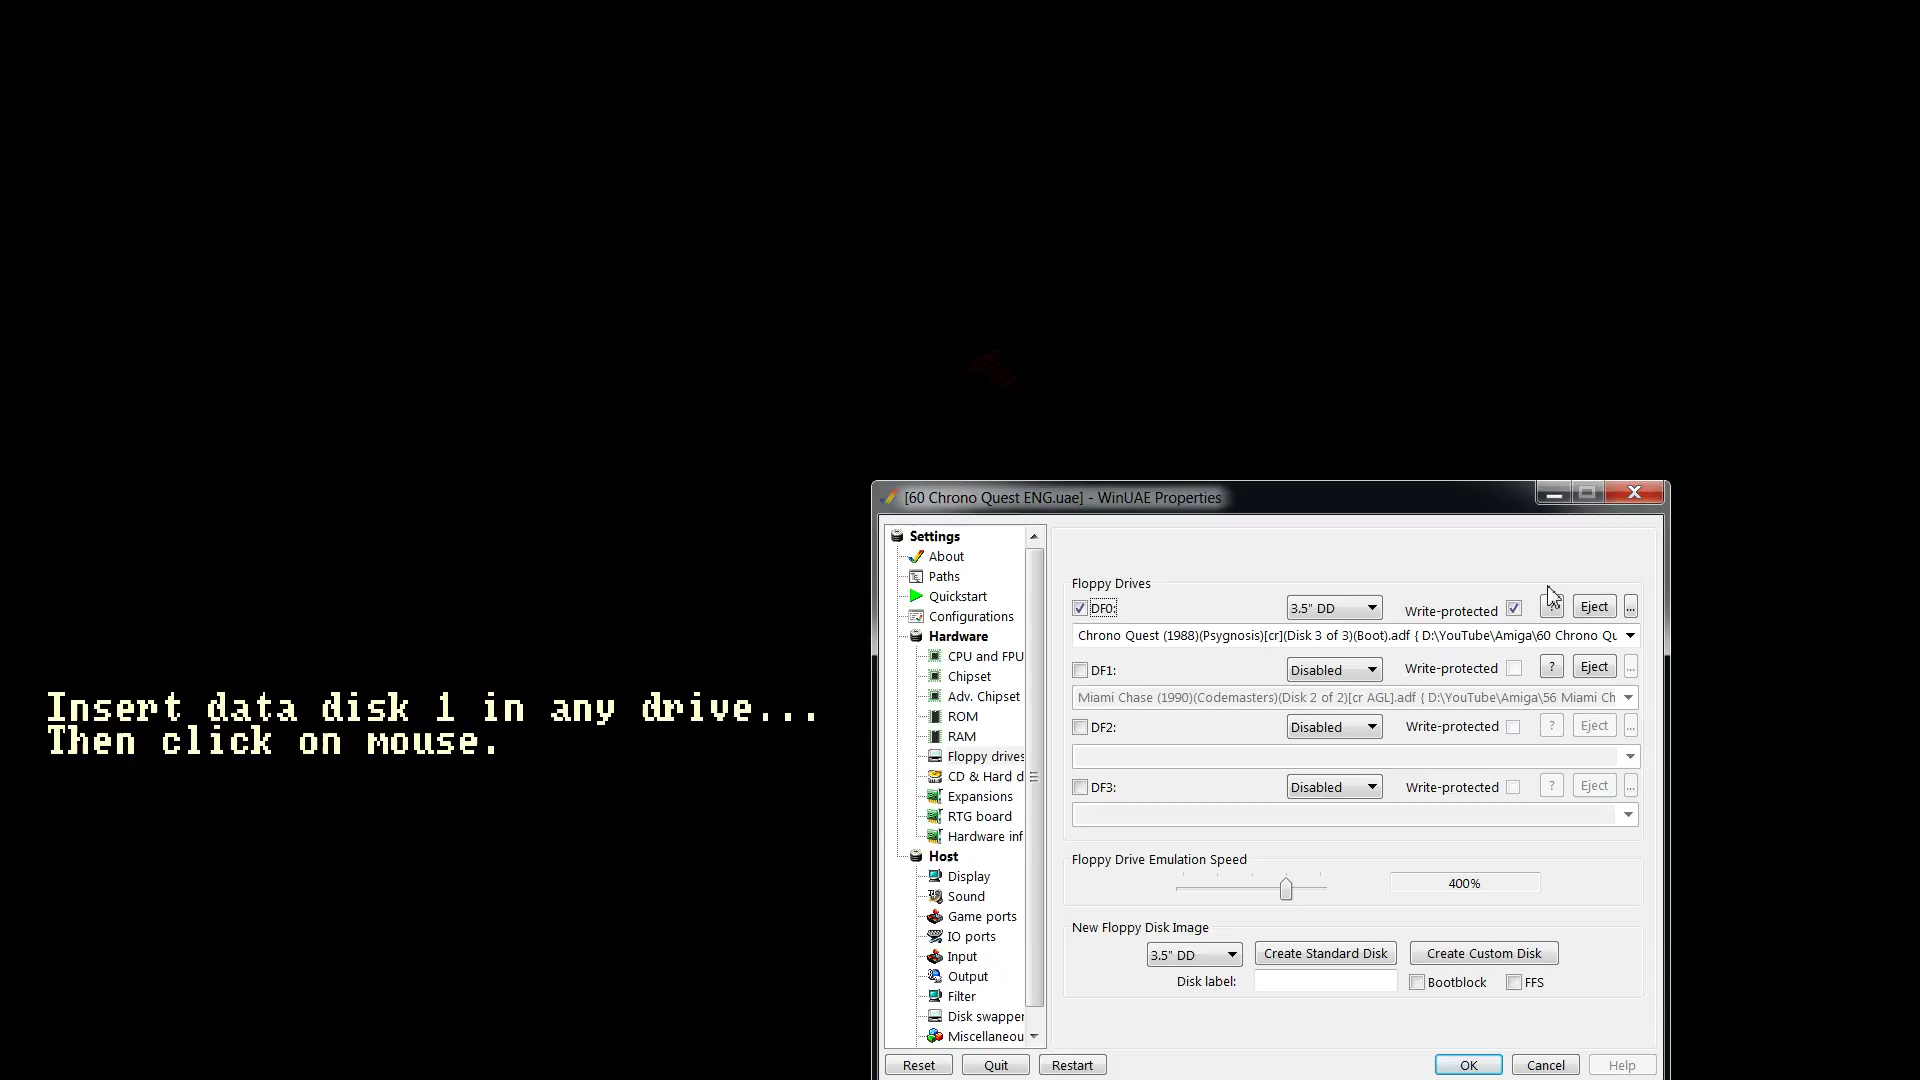 [60 Chrono Quest ENG.uae] - WinUAE Properties
Settings
About
Paths
Quickstart
Configurations
Hardware
CPU and FPU
Chipset
Adv. Chipset
ROM
RAM
Floppy drives
CD & Hard d
Expansions
RTG board
Hardware inf
Host
Display
Sound
Game ports
IO ports
Input
Output
Filter
Disk swapper
Miscellaneou
Floppy Drives
DF0: 3.5" DD Write-protected ? Eject ...
Chrono Quest (1988)(Psygnosis)[cr](Disk 3 of 3)(Boot).adf { D:\YouTube\Amiga\60 Chrono Qu
DF1: Disabled Write-protected ? Eject ...
Miami Chase (1990)(Codemasters)(Disk 2 of 2)[cr AGL].adf { D:\YouTube\Amiga\56 Miami Ch
DF2: Disabled Write-protected ? Eject ...
DF3: Disabled Write-protected ? Eject ...
Floppy Drive Emulation Speed
400%
New Floppy Disk Image
3.5" DD Create Standard Disk Create Custom Disk
Disk label: Bootblock FFS
Reset Quit Restart OK Cancel Help
Insert data disk 1 in any drive...
Then click on mouse.